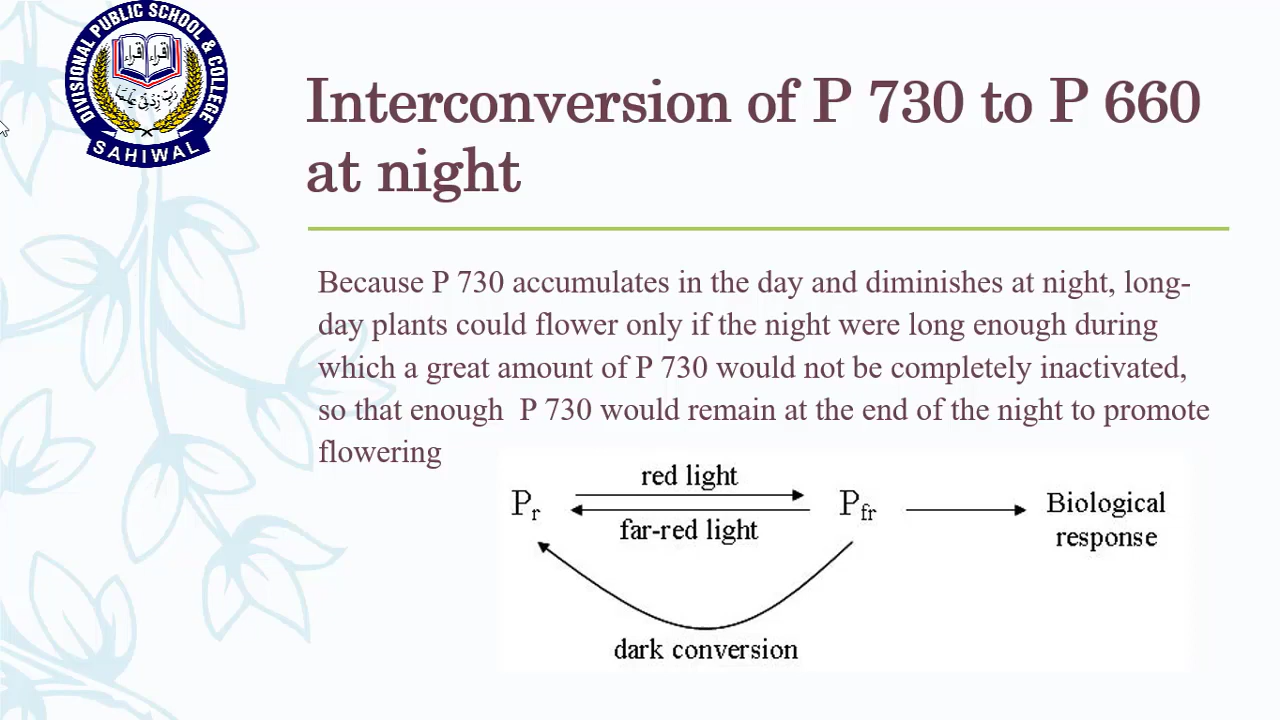 DIVISIONAL PUBLIC SCHOOL & COLLEGE
اقراء اقراء
SAHIWAL
Interconversion of P 730 to P 660
at night
Because P 730 accumulates in the day and diminishes at night, long-
day plants could flower only if the night were long enough during
which a great amount of P 730 would not be completely inactivated,
so that enough  P 730 would remain at the end of the night to promote
flowering
red light
Pr
Pfr
Biological
response
far-red light
dark conversion